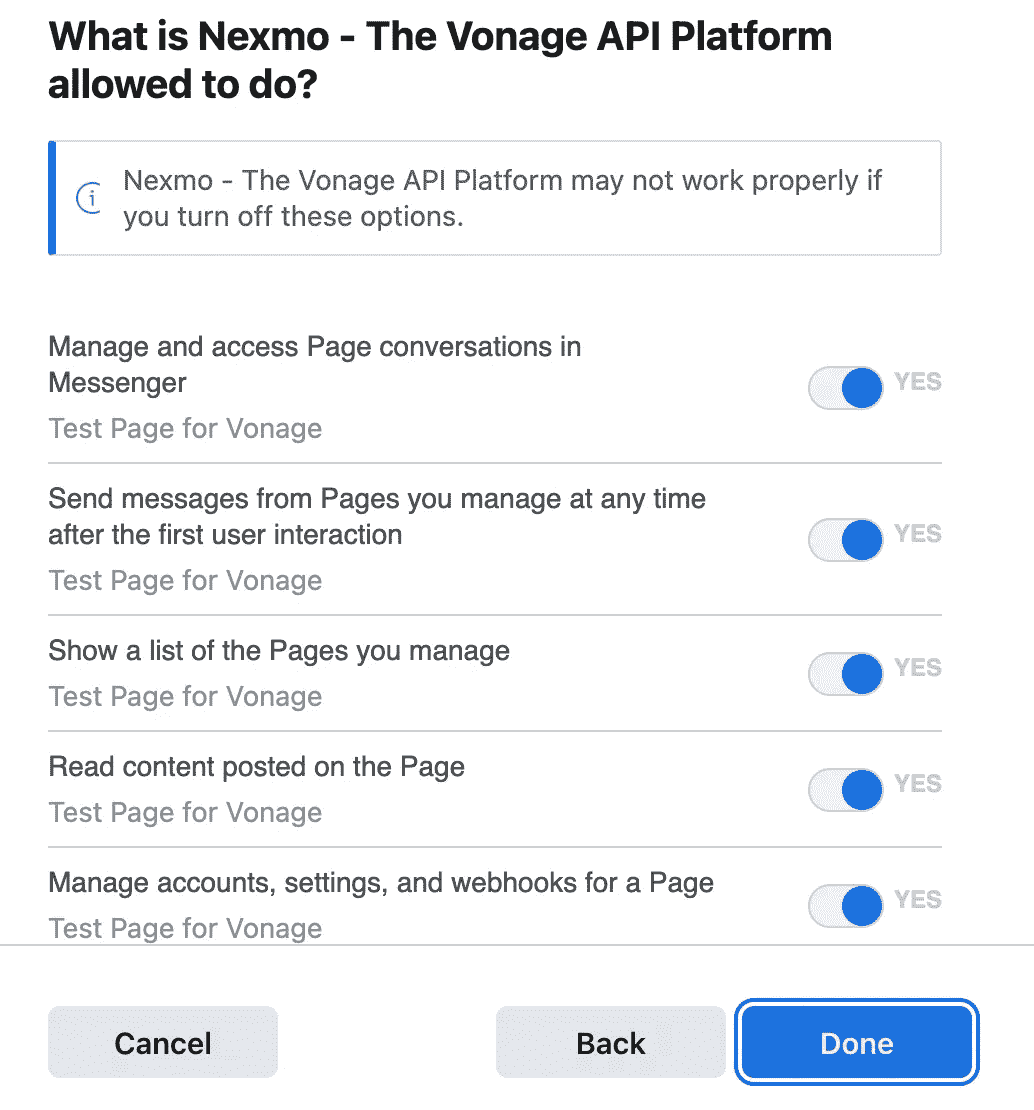 What is Nexmo - The Vonage API Platform
allowed to do?
Nexmo - The Vonage API Platform may not work properly if
you turn off these options.
Manage and access Page conversations in
Messenger
YES
Test Page for Vonage
Send messages from Pages you manage at any time
after the first user interaction
YES
Test Page for Vonage
Show a list of the Pages you manage
YES
Test Page for Vonage
Read content posted on the Page
YES
Test Page for Vonage
Manage accounts, settings, and webhooks for a Page
YES
Test Page for Vonage
Cancel
Back
Done